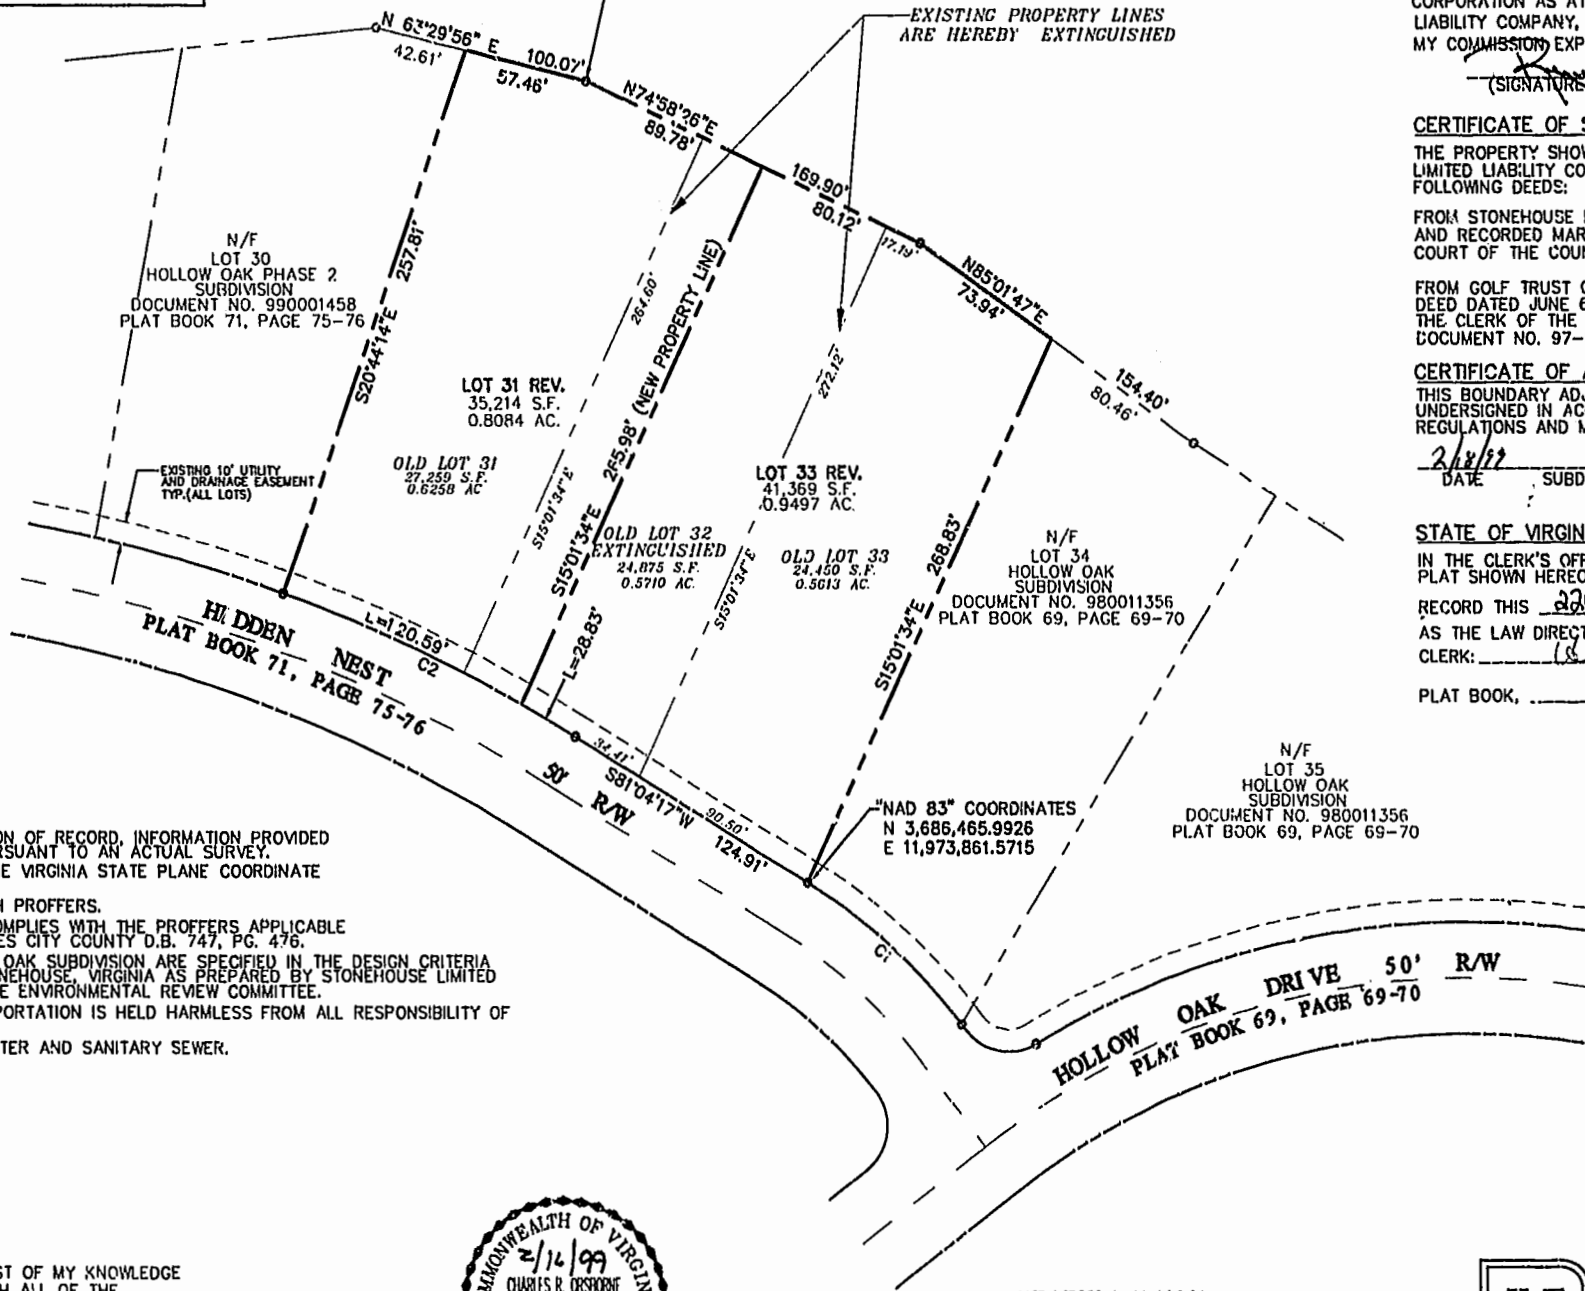 N 63°29'56" E
42.61'
100.07'
57.46'
N74°58'26"E
89.78'
EXISTING PROPERTY LINES
ARE HEREBY EXTINGUISHED
169.90'
80.12'
17.19'
N85°01'47"E
73.94'
154.40'
80.46'
N/F
LOT 30
HOLLOW OAK PHASE 2
SUBDIVISION
DOCUMENT NO. 990001458
PLAT BOOK 71, PAGE 75-76
S20°44'14"E 257.81'
264.60'
S15°01'34"E
S15°01'34"E 265.98' (NEW PROPERTY LINE)
272.12'
S15°01'34"E
S15°01'34"E 268.83'
LOT 31 REV.
35,214 S.F.
0.8084 AC.
OLD LOT 31
27,259 S.F.
0.6258 AC
EXISTING 10' UTILITY
AND DRAINAGE EASEMENT
TYP.(ALL LOTS)
OLD LOT 32
EXTINGUISHED
24,875 S.F.
0.5710 AC.
LOT 33 REV.
41,369 S.F.
0.9497 AC.
OLD LOT 33
24,450 S.F.
0.5613 AC.
N/F
LOT 34
HOLLOW OAK
SUBDIVISION
DOCUMENT NO. 980011356
PLAT BOOK 69, PAGE 69-70
N/F
LOT 35
HOLLOW OAK
SUBDIVISION
DOCUMENT NO. 980011356
PLAT BOOK 69, PAGE 69-70
L=120.59'
C2
L=28.83'
HIDDEN NEST
PLAT BOOK 71, PAGE 75-76
50' R/W
34.41'
S81°04'17"W
90.50'
124.91'
"NAD 83" COORDINATES
N 3,686,465.9926
E 11,973,861.5715
C1
HOLLOW OAK DRIVE 50' R/W
PLAT BOOK 69, PAGE 69-70
ON OF RECORD, INFORMATION PROVIDED
RSUANT TO AN ACTUAL SURVEY.
E VIRGINIA STATE PLANE COORDINATE
H PROFFERS.
OMPLIES WITH THE PROFFERS APPLICABLE
ES CITY COUNTY D.B. 747, PG. 476.
OAK SUBDIVISION ARE SPECIFIED IN THE DESIGN CRITERIA
NEHOUSE, VIRGINIA AS PREPARED BY STONEHOUSE LIMITED
E ENVIRONMENTAL REVIEW COMMITTEE.
PORTATION IS HELD HARMLESS FROM ALL RESPONSIBILITY OF
TER AND SANITARY SEWER.
ST OF MY KNOWLEDGE
H ALL OF THE
MMONWEALTH OF VIRGIN
2/16/99
CHARLES R. ORSBORNE
CORPORATION AS AT
LIABILITY COMPANY,
MY COMMISSION EXP
(SIGNATURE
CERTIFICATE OF S
THE PROPERTY SHOW
LIMITED LIABILITY CO
FOLLOWING DEEDS:
FROM STONEHOUSE
AND RECORDED MAR
COURT OF THE COU
FROM GOLF TRUST O
DEED DATED JUNE 6
THE CLERK OF THE
DOCUMENT NO. 97-
CERTIFICATE OF A
THIS BOUNDARY ADJ
UNDERSIGNED IN AC
REGULATIONS AND M
2/18/99
DATE SUBD
STATE OF VIRGIN
IN THE CLERK'S OFF
PLAT SHOWN HEREO
RECORD THIS
AS THE LAW DIRECT
CLERK:
PLAT BOOK,